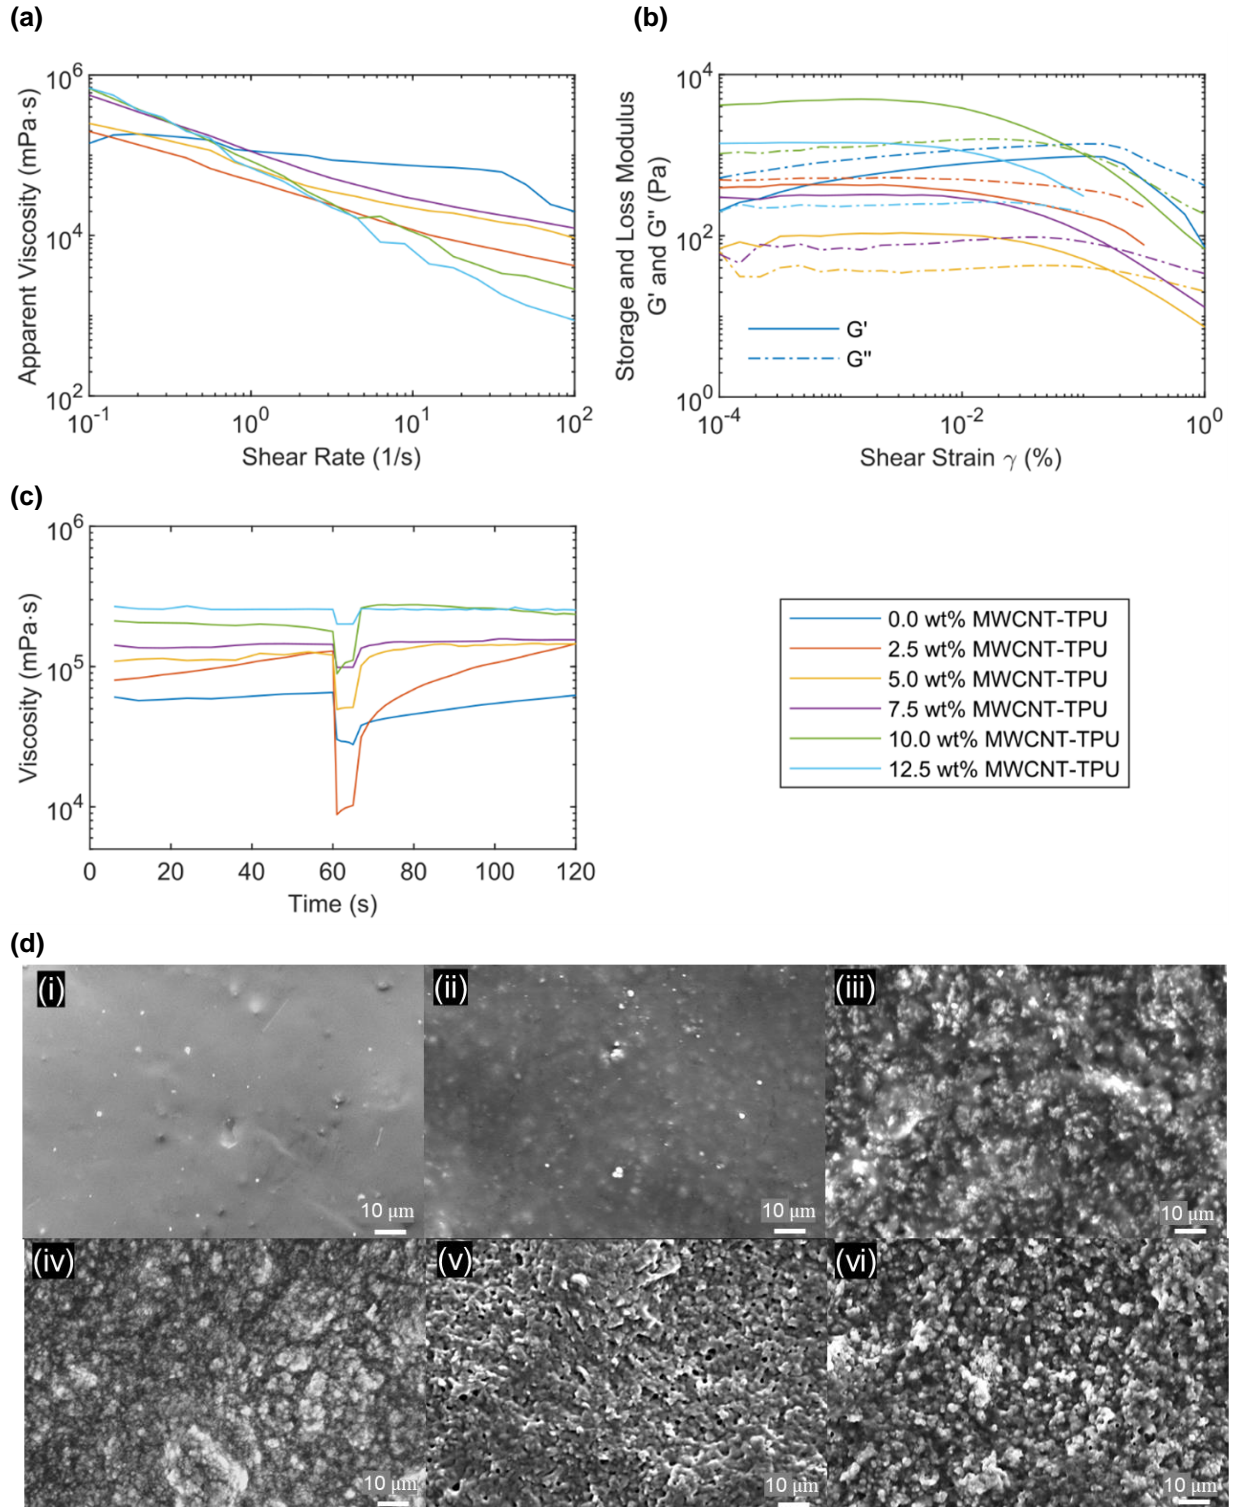 (a)
10^6
10^4
10^2
Apparent Viscosity (mPa·s)
10^-1
10^0
10^1
10^2
Shear Rate (1/s)
(b)
10^4
10^2
10^0
Storage and Loss Modulus
G' and G" (Pa)
G'
G"
10^-4
10^-2
10^0
Shear Strain γ (%)
(c)
10^6
10^5
10^4
Viscosity (mPa·s)
0
20
40
60
80
100
120
Time (s)
0.0 wt% MWCNT-TPU
2.5 wt% MWCNT-TPU
5.0 wt% MWCNT-TPU
7.5 wt% MWCNT-TPU
10.0 wt% MWCNT-TPU
12.5 wt% MWCNT-TPU
(d)
(i)
10 μm
(ii)
10 μm
(iii)
10 μm
(iv)
10 μm
(v)
10 μm
(vi)
10 μm